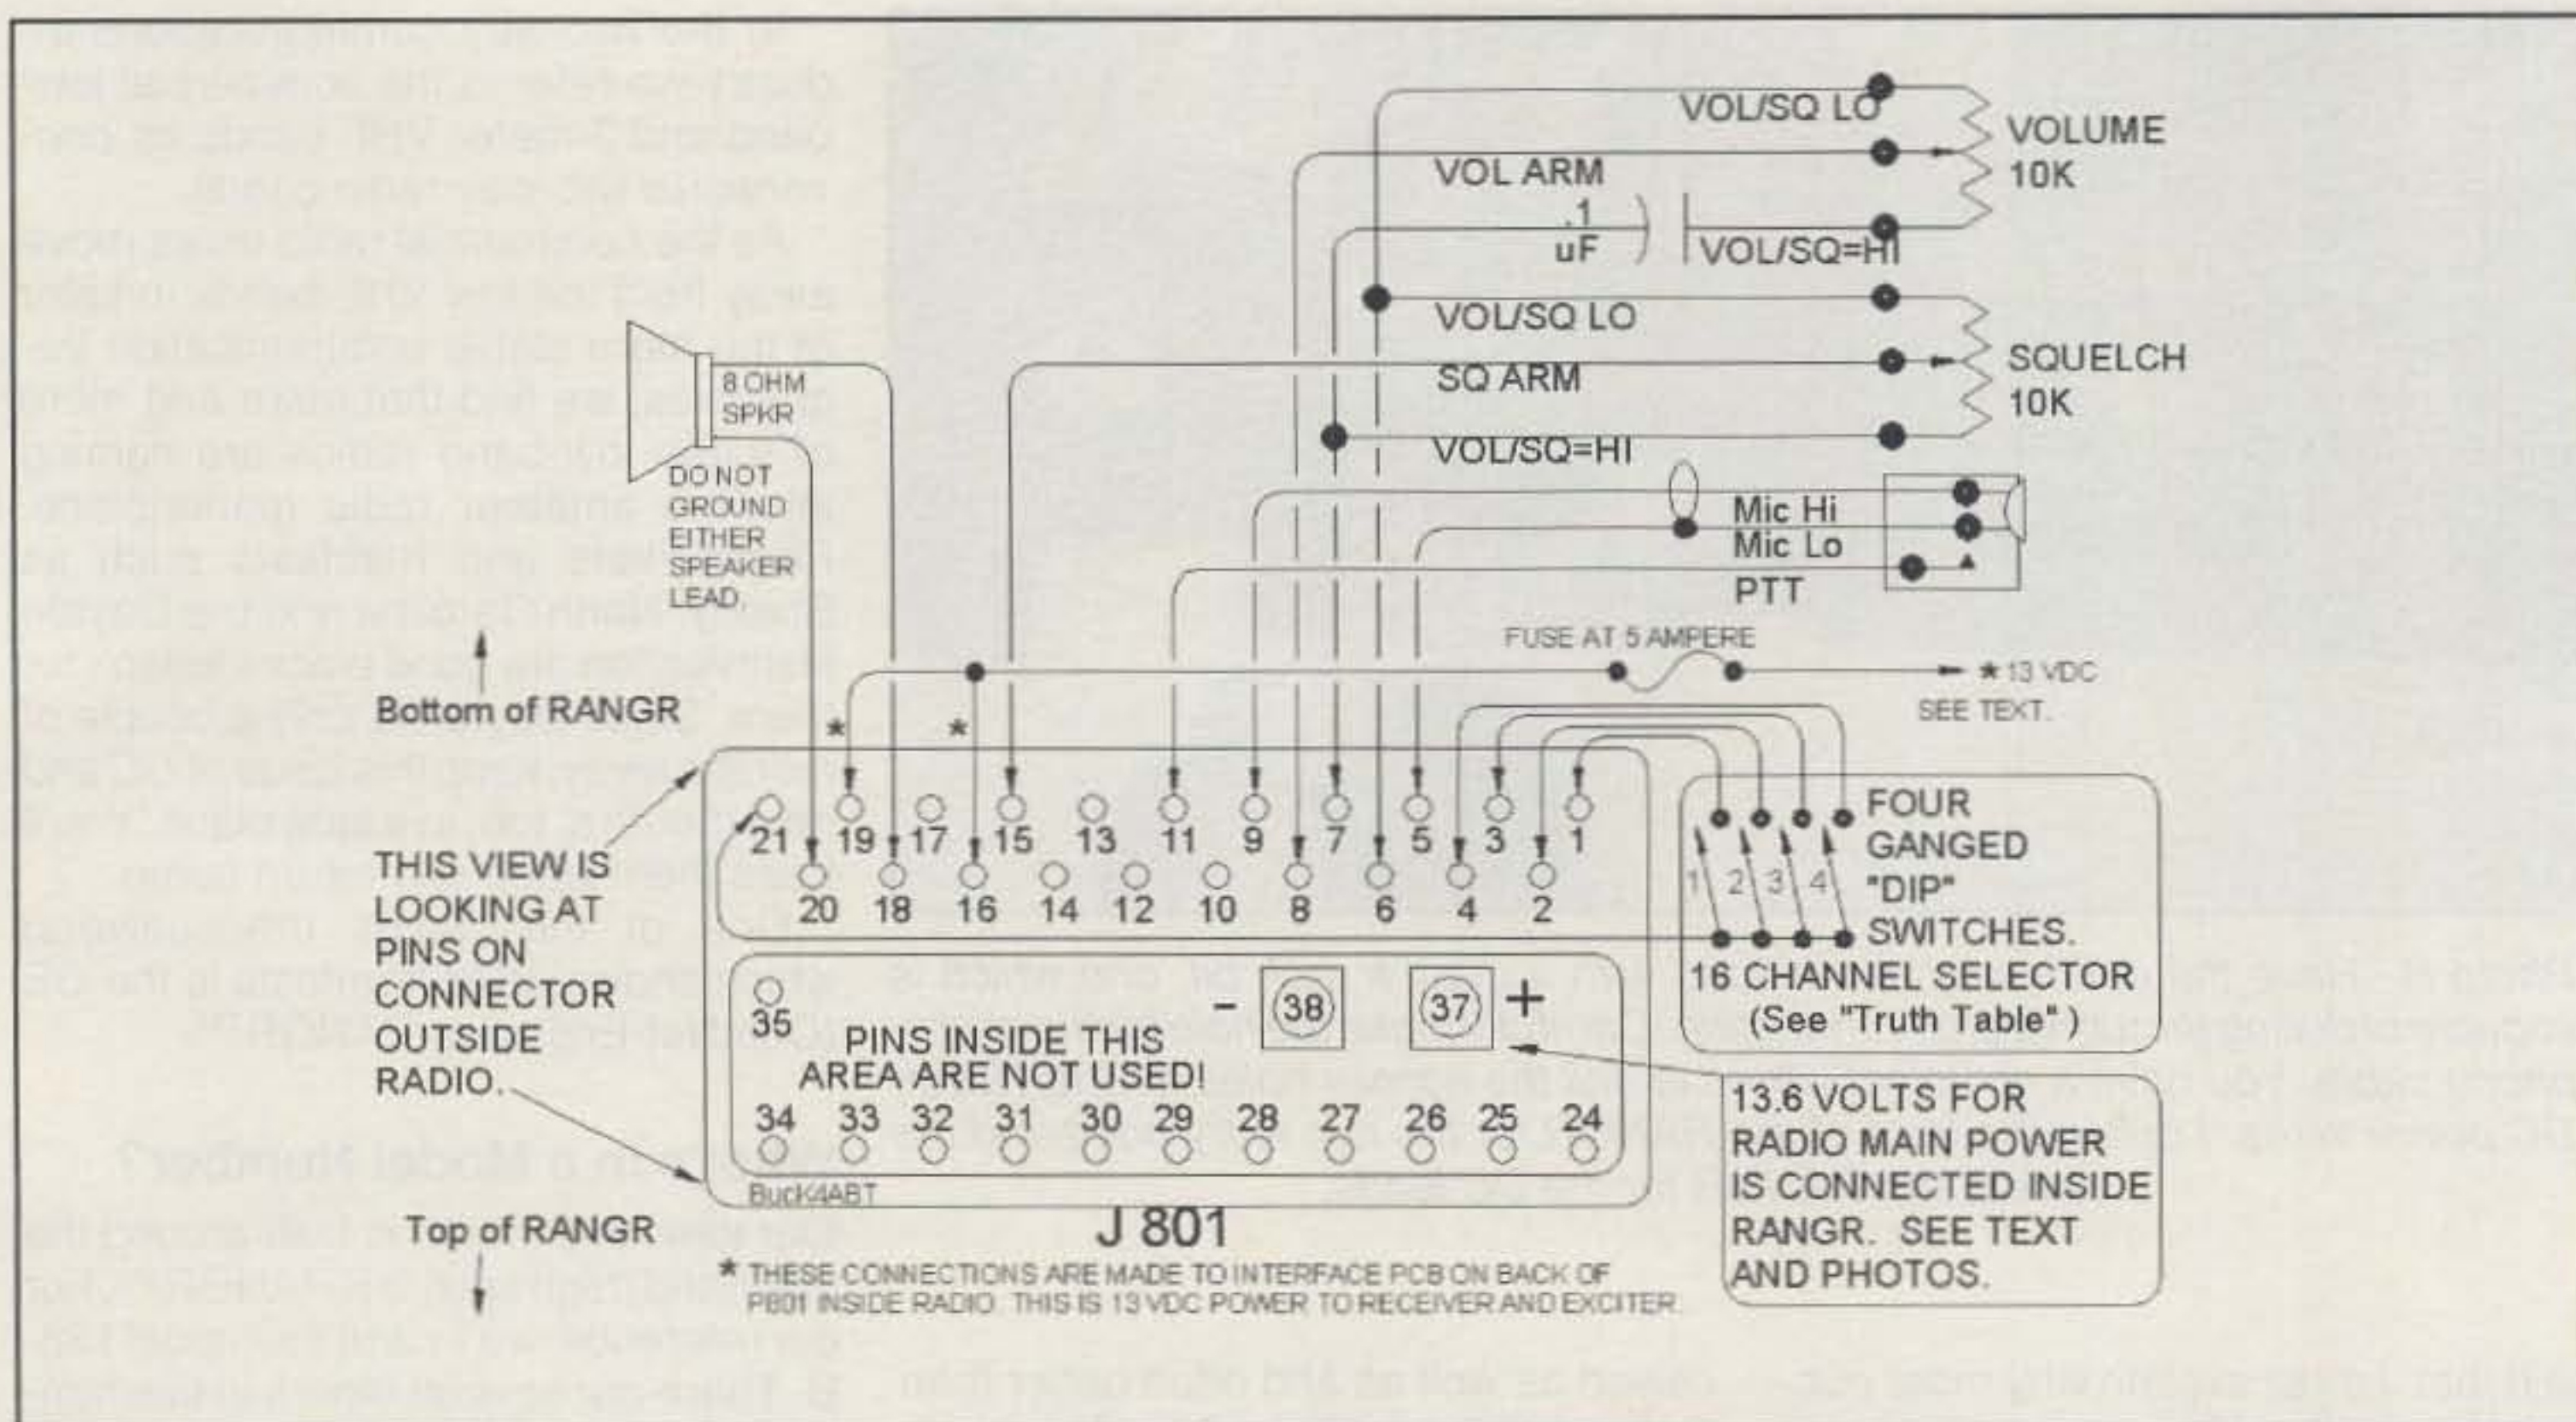 VOL/SQ LO
VOLUME
10K
VOL ARM
.1
uF
VOL/SQ=HI
VOL/SQ LO
SQUELCH
10K
SQ ARM
VOL/SQ=HI
8 OHM
SPKR
DO NOT
GROUND
EITHER
SPEAKER
LEAD.
Mic Hi
Mic Lo
PTT
FUSE AT 5 AMPERE
* 13 VDC
SEE TEXT.
Bottom of RANGR
* *
21 19 17 15 13 11 9 7 5 3 1
20 18 16 14 12 10 8 6 4 2
1 2 3 4
FOUR
GANGED
"DIP"
SWITCHES.
16 CHANNEL SELECTOR
(See "Truth Table" )
THIS VIEW IS
LOOKING AT
PINS ON
CONNECTOR
OUTSIDE
RADIO.
35
- 38 37 +
PINS INSIDE THIS
AREA ARE NOT USED!
34 33 32 31 30 29 28 27 26 25 24
13.6 VOLTS FOR
RADIO MAIN POWER
IS CONNECTED INSIDE
RANGR. SEE TEXT
AND PHOTOS.
BucK4ABT
Top of RANGR
J 801
* THESE CONNECTIONS ARE MADE TO INTERFACE PCB ON BACK OF
P801 INSIDE RADIO. THIS IS 13 VDC POWER TO RECEIVER AND EXCITER.